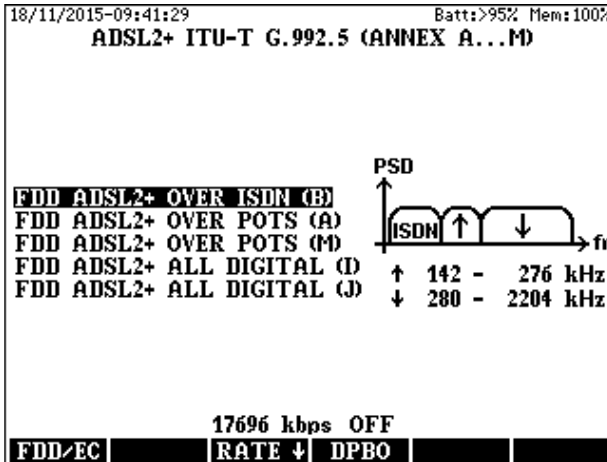 18/11/2015-09:41:29 Batt:>95% Mem:100%
ADSL2+ ITU-T G.992.5 (ANNEX A...M)
PSD
FDD ADSL2+ OVER ISDN (B)
FDD ADSL2+ OVER POTS (A)
FDD ADSL2+ OVER POTS (M)
FDD ADSL2+ ALL DIGITAL (I)
FDD ADSL2+ ALL DIGITAL (J)
ISDN ↑ ↓
↑ 142 - 276 kHz
↓ 280 - 2204 kHz
17696 kbps OFF
FDD/EC RATE ↓ DPBO